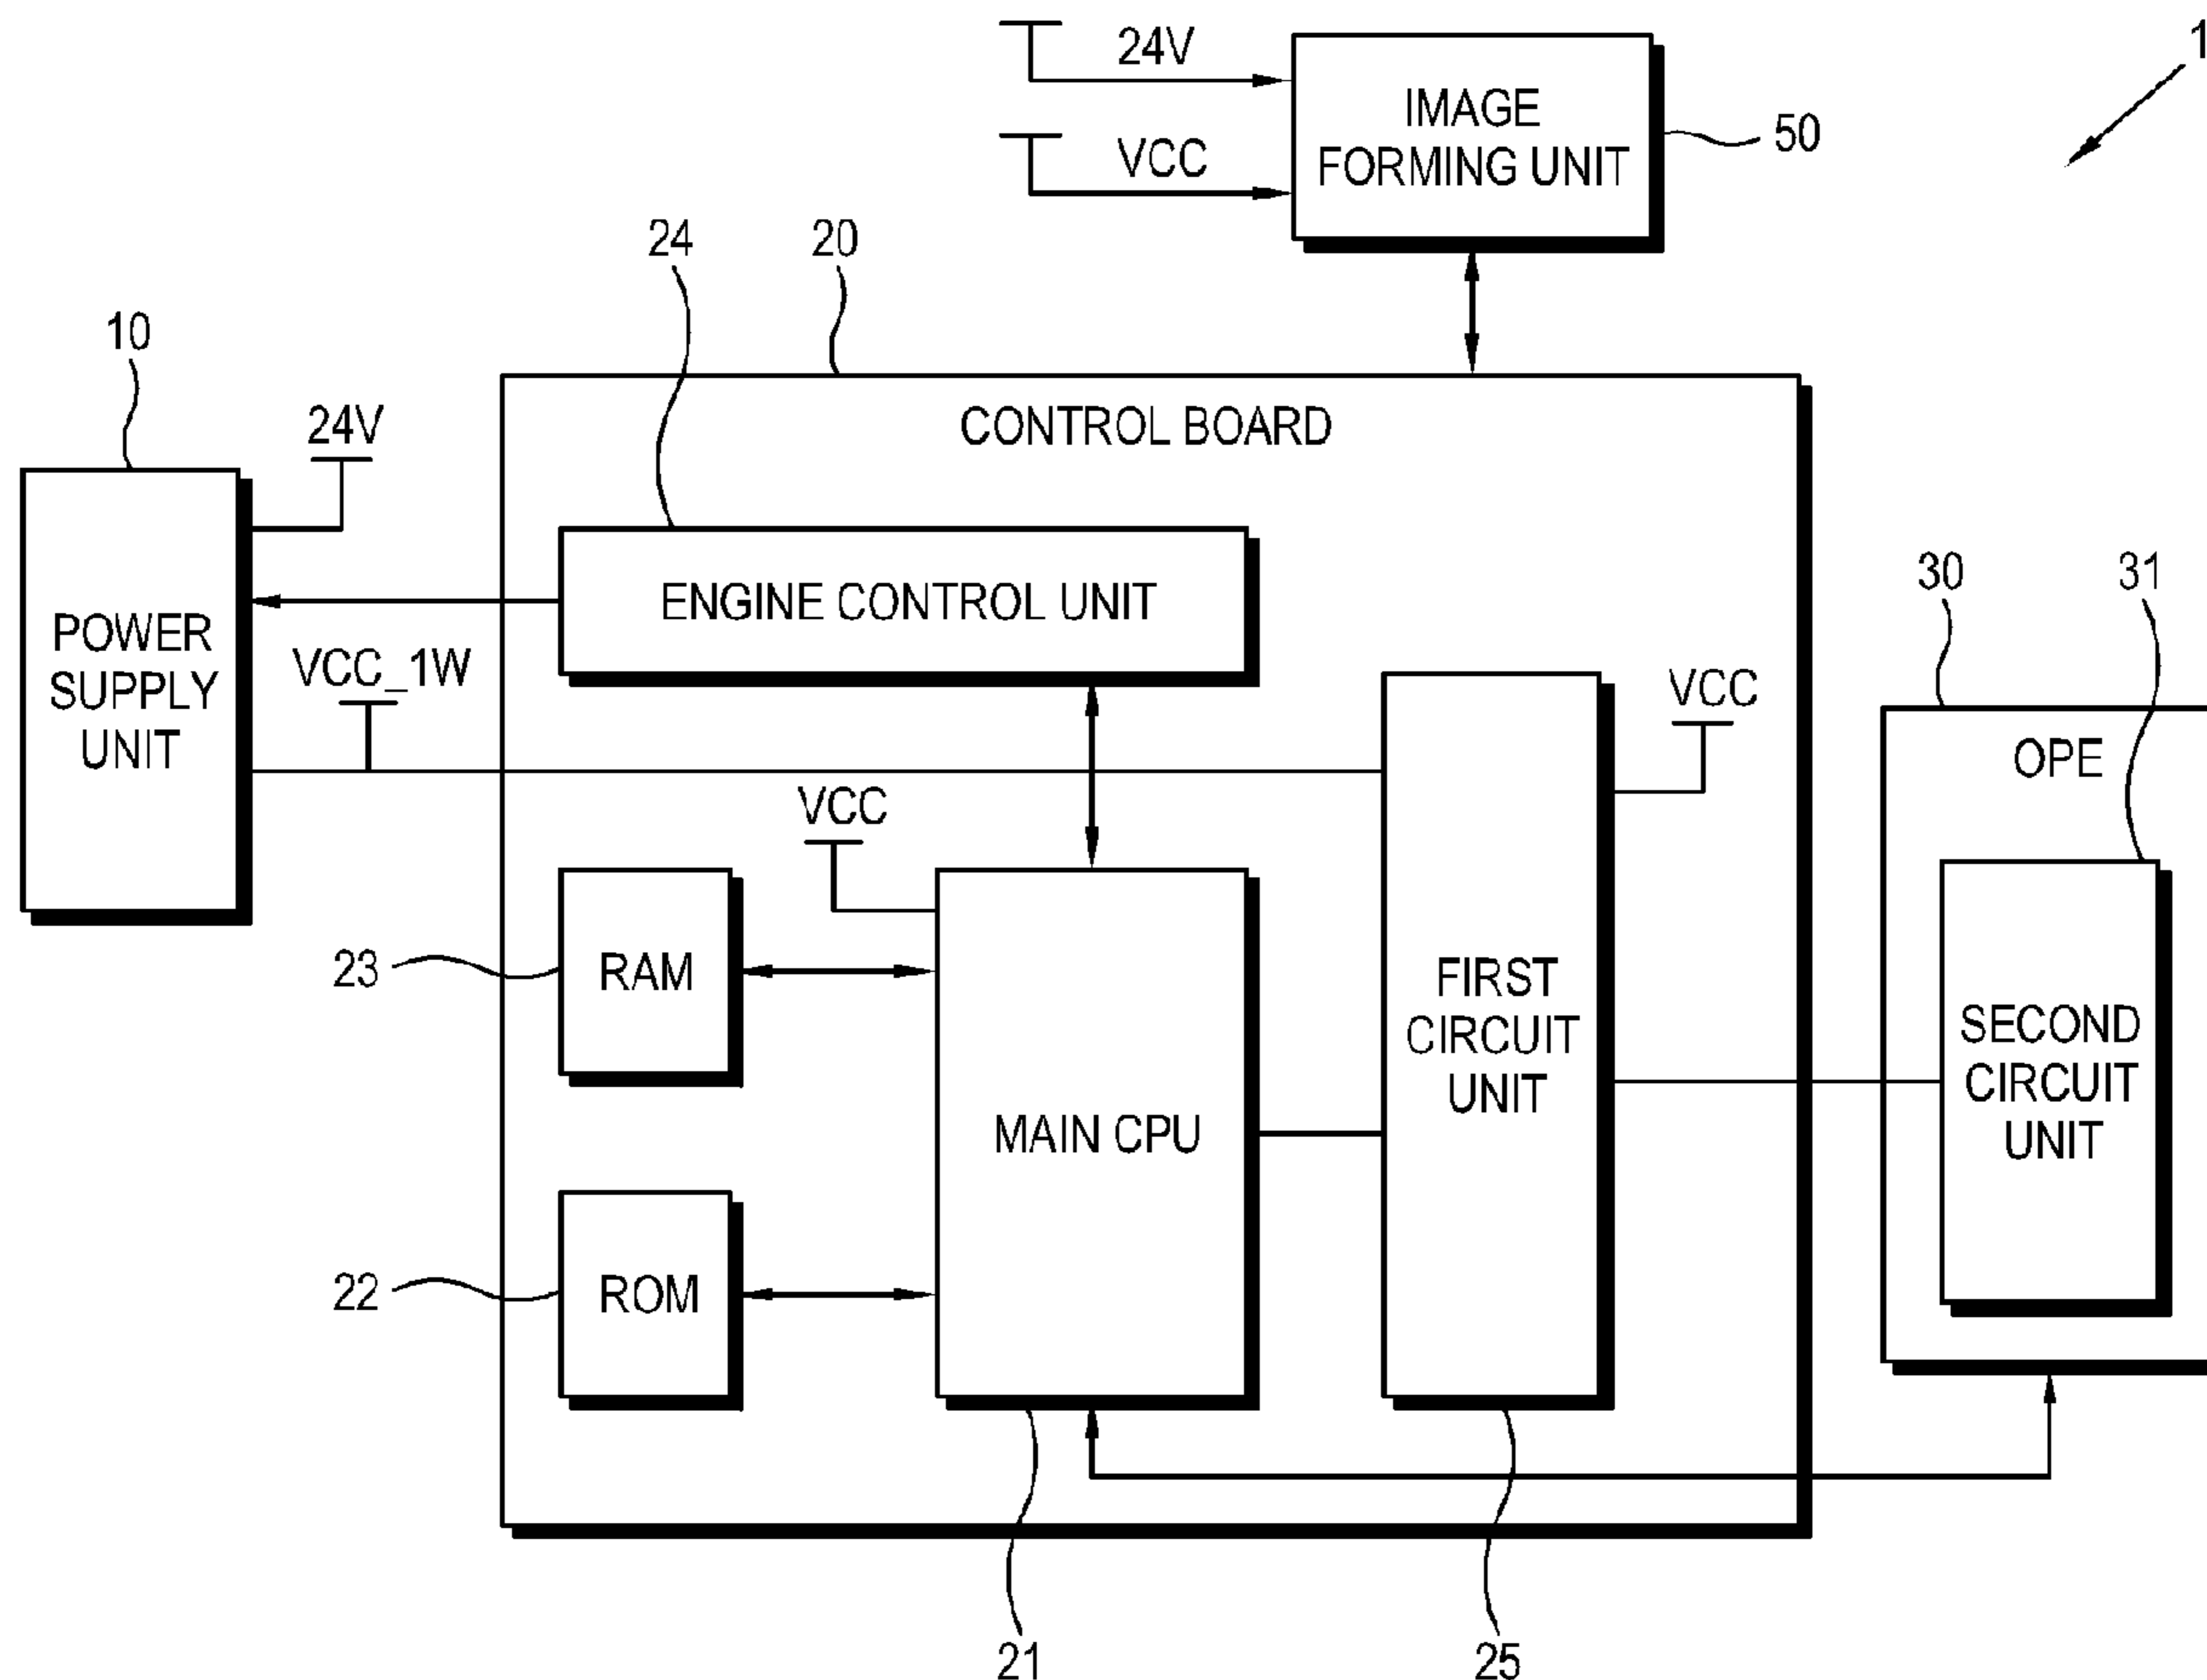 1
24V
IMAGE
FORMING UNIT
50
VCC
24
20
10
24V
CONTROL BOARD
ENGINE CONTROL UNIT
30
31
POWER
SUPPLY
UNIT
VCC_1W
VCC
OPE
VCC
23
RAM
FIRST
CIRCUIT
UNIT
SECOND
CIRCUIT
UNIT
MAIN CPU
22
ROM
21
25